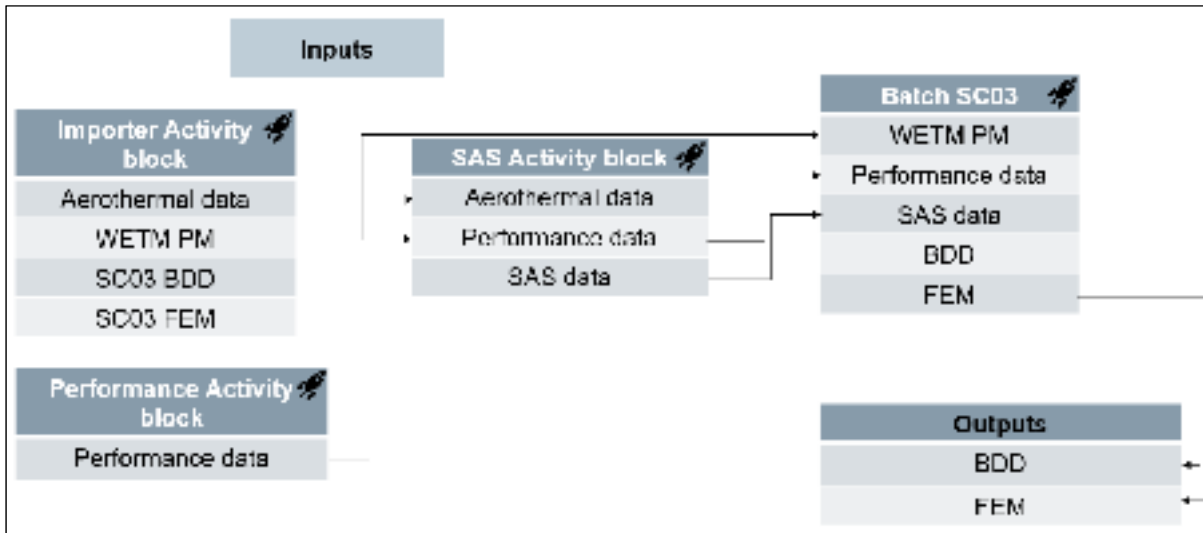 Inputs
Importer Activity
block
Aerothermal data
WETM PM
SC03 BDD
SC03 FEM
Performance Activity
block
Performance data
SAS Activity block
Aerothermal data
Performance data
SAS data
Batch SC03
WETM PM
Performance data
SAS data
BDD
FEM
Outputs
BDD
FEM